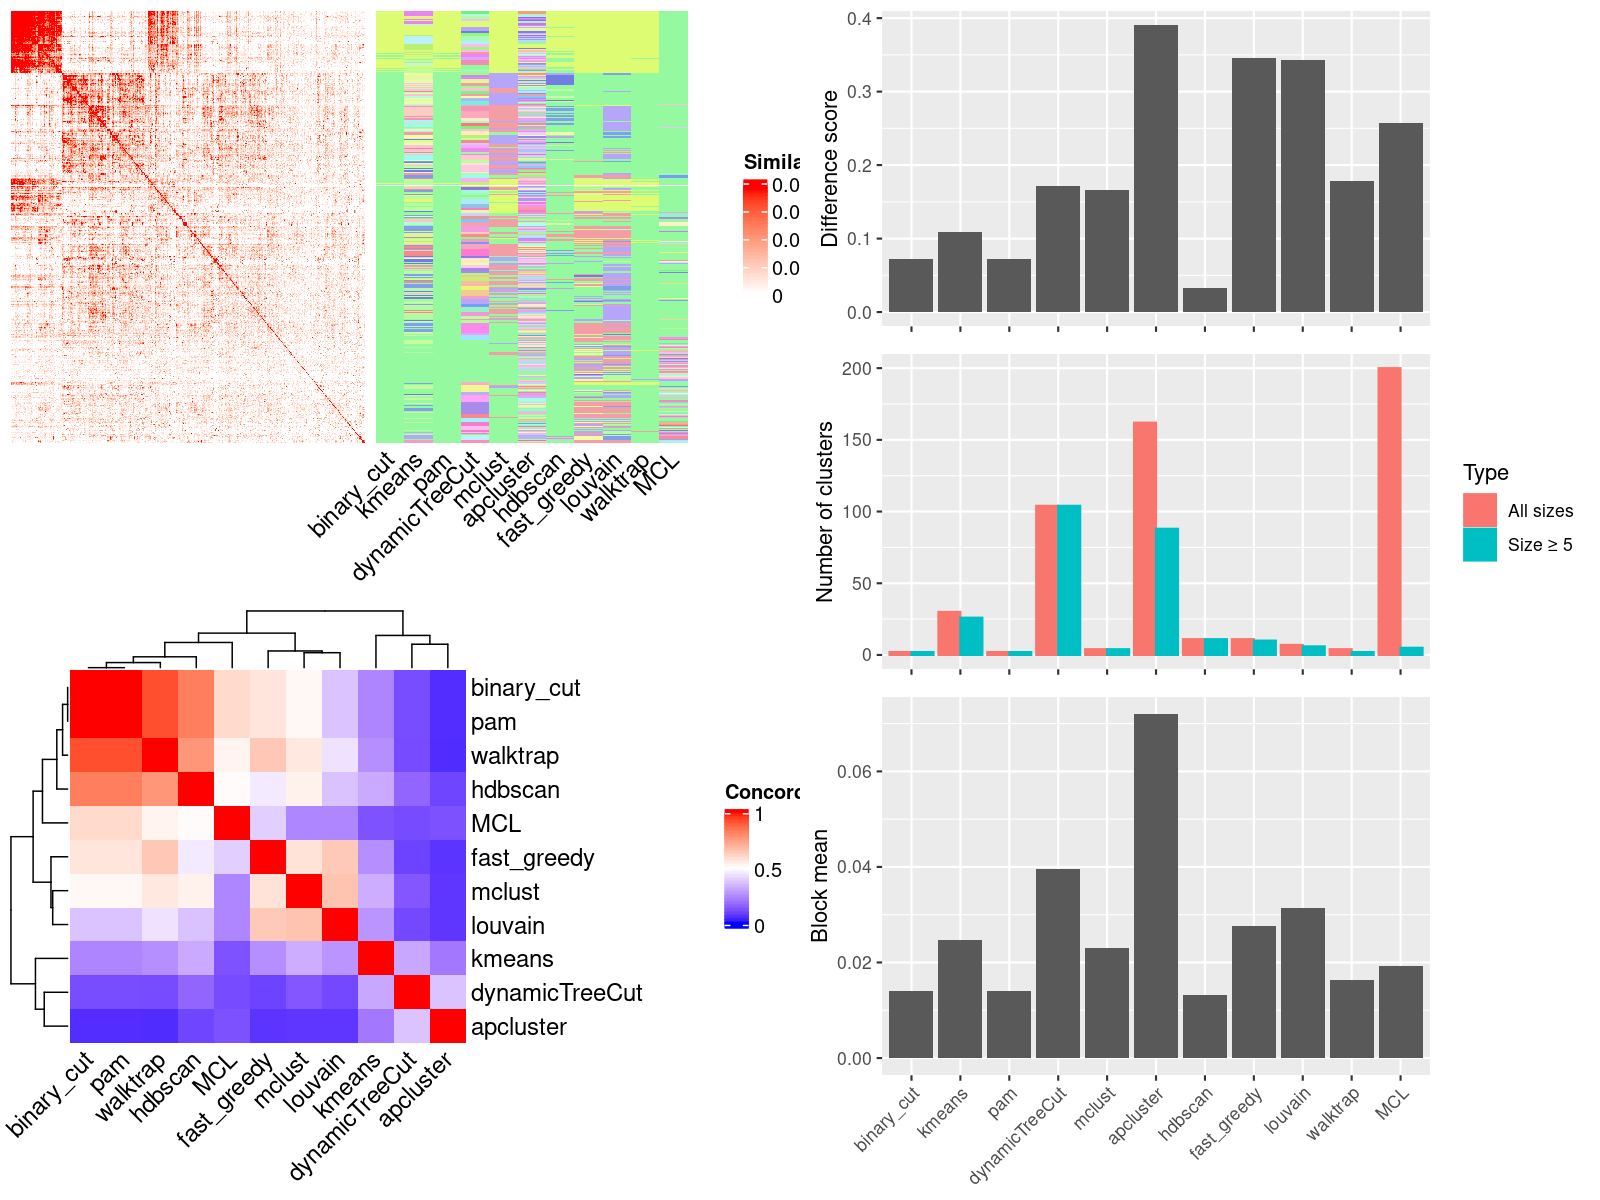 Simila
0.0
0.0
0.0
0.0
0
binary_cut
kmeans
pam
dynamicTreeCut
mclust
apcluster
hdbscan
fast_greedy
louvain
walktrap
MCL
binary_cut
pam
walktrap
hdbscan
MCL
fast_greedy
mclust
louvain
kmeans
dynamicTreeCut
apcluster
binary_cut
pam
walktrap
hdbscan
MCL
fast_greedy
mclust
louvain
kmeans
dynamicTreeCut
apcluster
Concord
1
0.5
0
Difference score
0.4
0.3
0.2
0.1
0.0
Number of clusters
200
150
100
50
0
Type
All sizes
Size ≥ 5
Block mean
0.06
0.04
0.02
0.00
binary_cut
kmeans
pam
dynamicTreeCut
mclust
apcluster
hdbscan
fast_greedy
louvain
walktrap
MCL